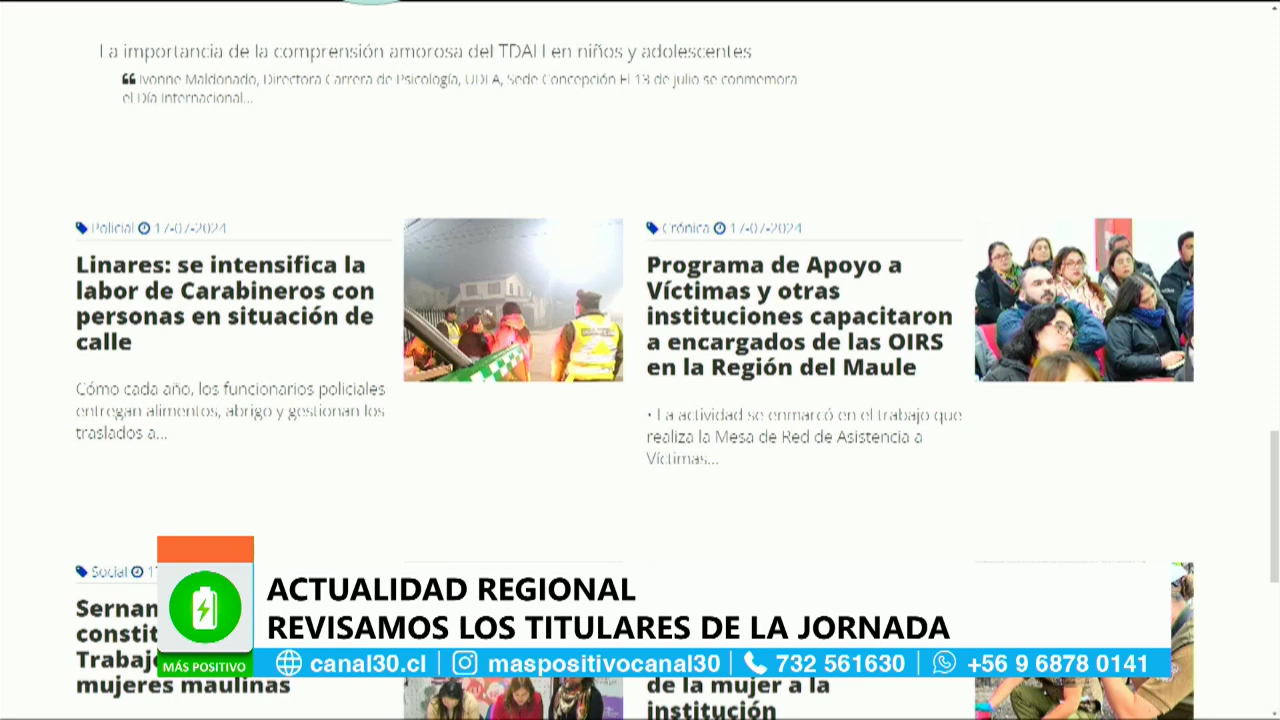 La importancia de la comprensión amorosa del TDAH en niños y adolescentes
Ivonne Maldonado, Directora Carrera de Psicología, UDLA, Sede Concepción El 13 de julio se conmemora
el Día Internacional...
Policial 17-07-2024
Linares: se intensifica la
labor de Carabineros con
personas en situación de
calle
Cómo cada año, los funcionarios policiales
entregan alimentos, abrigo y gestionan los
traslados a...
Crónica 17-07-2024
Programa de Apoyo a
Víctimas y otras
instituciones capacitaron
a encargados de las OIRS
en la Región del Maule
• La actividad se enmarcó en el trabajo que
realiza la Mesa de Red de Asistencia a
Víctimas...
Social
mujeres maulinas
de la mujer a la
institución
ACTUALIDAD REGIONAL
REVISAMOS LOS TITULARES DE LA JORNADA
MÁS POSITIVO
canal30.cl | maspositivocanal30 | 732 561630 | +56 9 6878 0141